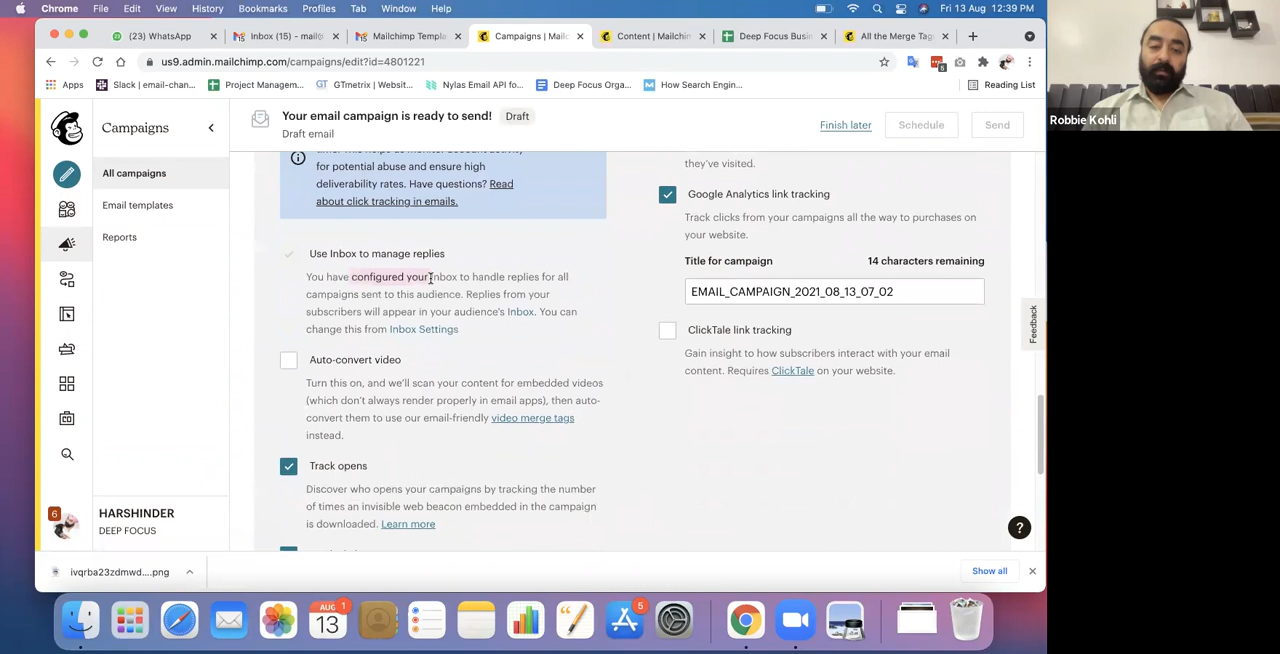 Chrome File Edit View History Bookmarks Profiles Tab Window Help Fri 13 Aug 12:39 PM
(23) WhatsApp
Inbox (15) - mail@
Mailchimp Templa
Campaigns | Mailc
Content | Mailchim
Deep Focus Busin
All the Merge Tag
us9.admin.mailchimp.com/campaigns/edit?id=4801221
6
Apps
Slack | email-chan...
Project Managem...
GTmetrix | Websit...
Nylas Email API fo...
Deep Focus Orga...
How Search Engin...
Reading List
Campaigns
Your email campaign is ready to send! Draft
Draft email
Finish later
Schedule
Send
All campaigns
Email templates
Reports
for potential abuse and ensure high
deliverability rates. Have questions? Read
about click tracking in emails.
Use Inbox to manage replies
You have configured your Inbox to handle replies for all
campaigns sent to this audience. Replies from your
subscribers will appear in your audience's Inbox. You can
change this from Inbox Settings
Auto-convert video
Turn this on, and we'll scan your content for embedded videos
(which don't always render properly in email apps), then auto-
convert them to use our email-friendly video merge tags
instead.
Track opens
Discover who opens your campaigns by tracking the number
of times an invisible web beacon embedded in the campaign
is downloaded. Learn more
they've visited.
Google Analytics link tracking
Track clicks from your campaigns all the way to purchases on
your website.
Title for campaign 14 characters remaining
EMAIL_CAMPAIGN_2021_08_13_07_02
ClickTale link tracking
Gain insight to how subscribers interact with your email
content. Requires ClickTale on your website.
Feedback
6
HARSHINDER
DEEP FOCUS
?
ivqrba23zdmwd....png
Show all
AUG 1
13
5
Robbie Kohli